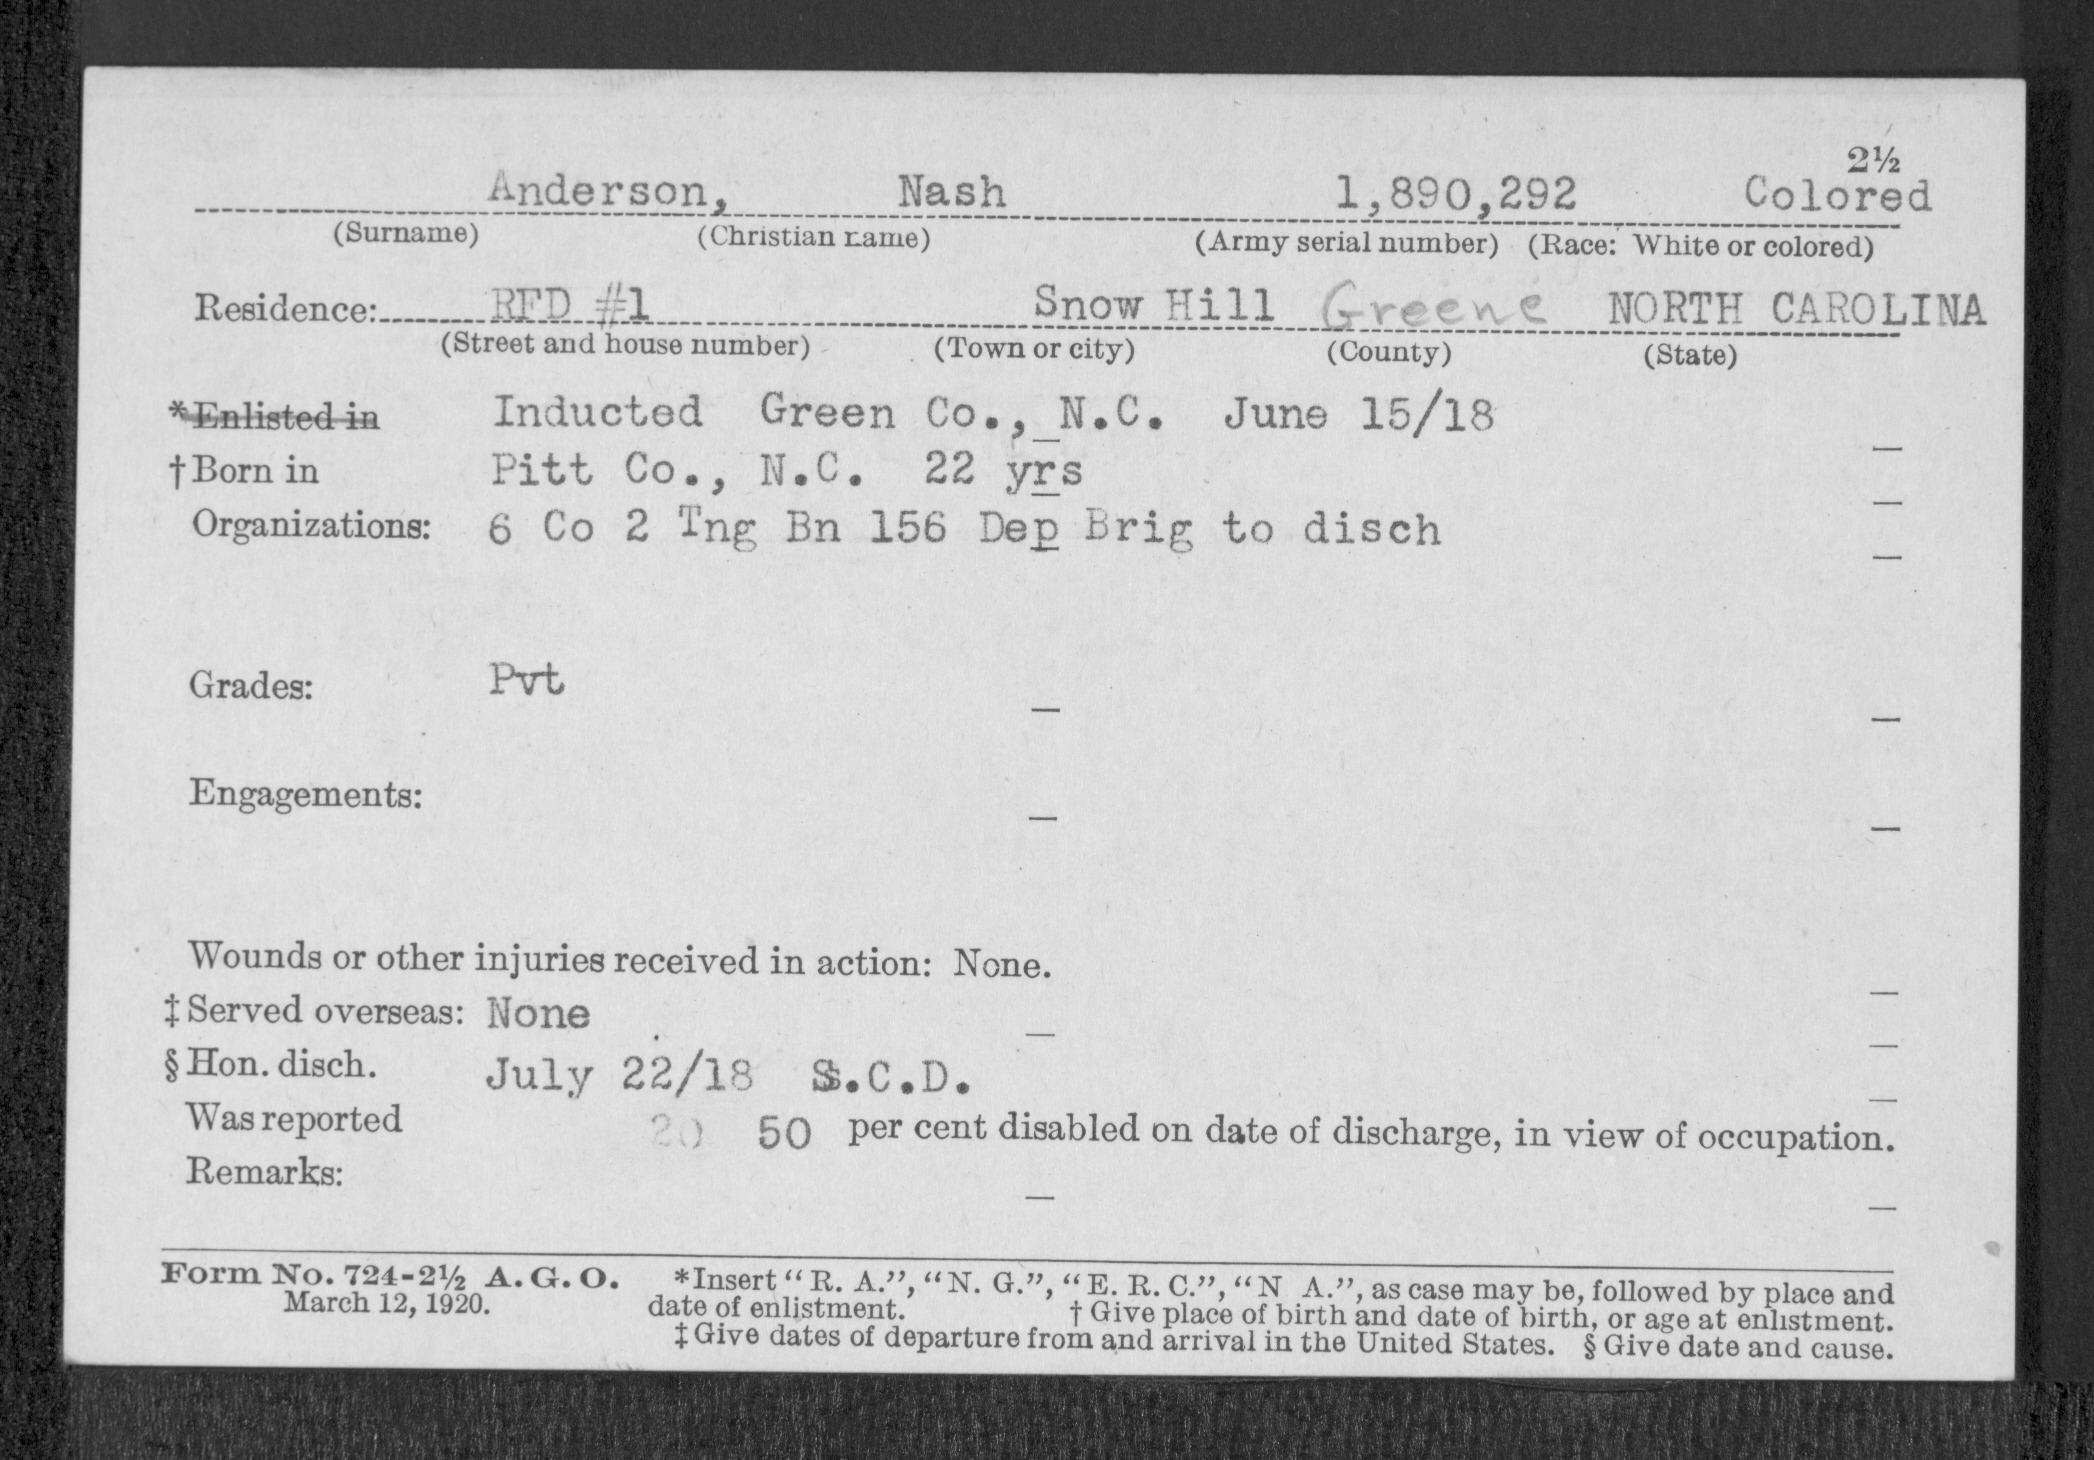 2½
Anderson, Nash 1,890,292 Colored
(Surname) (Christian name) (Army serial number) (Race: White or colored)
Residence: RFD #1 Snow Hill Greene NORTH CAROLINA
(Street and house number) (Town or city) (County) (State)
*Enlisted in Inducted Green Co., N.C. June 15/18
†Born in Pitt Co., N.C. 22 yrs
Organizations: 6 Co 2 Tng Bn 156 Dep Brig to disch
Grades: Pvt
Engagements:
Wounds or other injuries received in action: None.
‡Served overseas: None
§Hon. disch. July 22/18 S.C.D.
Was reported 20 50 per cent disabled on date of discharge, in view of occupation.
Remarks:
Form No. 724-2½ A.G.O. *Insert "R. A.", "N. G.", "E. R. C.", "N A.", as case may be, followed by place and
March 12, 1920. date of enlistment. †Give place of birth and date of birth, or age at enlistment.
‡Give dates of departure from and arrival in the United States. §Give date and cause.